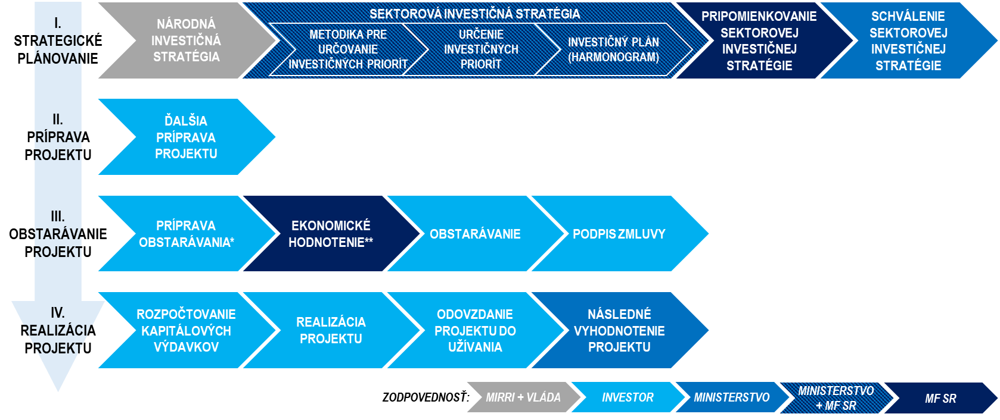 I.
STRATEGICKÉ
PLÁNOVANIE
NÁRODNÁ
INVESTIČNÁ
STRATÉGIA
SEKTOROVÁ INVESTIČNÁ STRATÉGIA
METODIKA PRE
URČOVANIE
INVESTIČNÝCH PRIORÍT
URČENIE
INVESTIČNÝCH
PRIORÍT
INVESTIČNÝ PLÁN
(HARMONOGRAM)
PRIPOMIENKOVANIE
SEKTOROVEJ
INVESTIČNEJ
STRATÉGIE
SCHVÁLENIE
SEKTOROVEJ
INVESTIČNEJ
STRATÉGIE
II.
PRÍPRAVA
PROJEKTU
ĎALŠIA
PRÍPRAVA
PROJEKTU
III.
OBSTARÁVANIE
PROJEKTU
PRÍPRAVA
OBSTARÁVANIA*
EKONOMICKÉ
HODNOTENIE**
OBSTARÁVANIE
PODPIS ZMLUVY
IV.
REALIZÁCIA
PROJEKTU
ROZPOČTOVANIE
KAPITÁLOVÝCH
VÝDAVKOV
REALIZÁCIA
PROJEKTU
ODOVZDANIE
PROJEKTU DO
UŽÍVANIA
NÁSLEDNÉ
VYHODNOTENIE
PROJEKTU
ZODPOVEDNOSŤ:
MIRRI + VLÁDA
INVESTOR
MINISTERSTVO
MINISTERSTVO
+ MF SR
MF SR